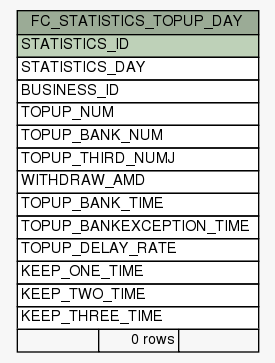 FC_STATISTICS_TOPUP_DAY
STATISTICS_ID
STATISTICS_DAY
BUSINESS_ID
TOPUP_NUM
TOPUP_BANK_NUM
TOPUP_THIRD_NUMJ
WITHDRAW_AMD
TOPUP_BANK_TIME
TOPUP_BANKEXCEPTION_TIME
TOPUP_DELAY_RATE
KEEP_ONE_TIME
KEEP_TWO_TIME
KEEP_THREE_TIME
0 rows